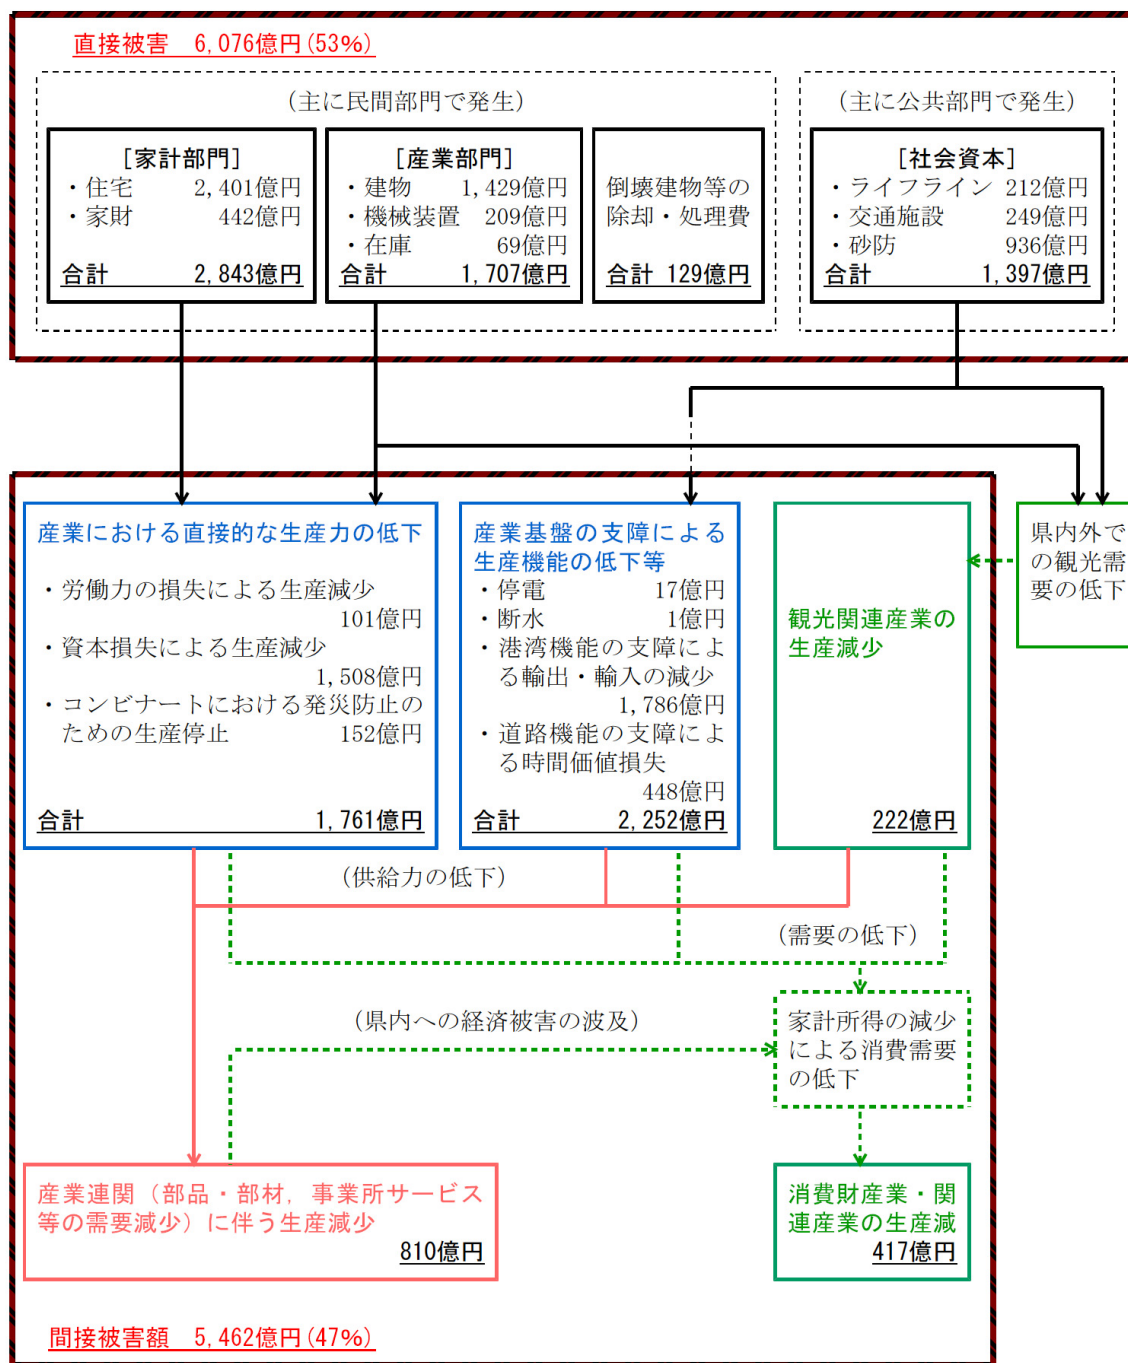 直接被害 6,076億円(53%)
(主に民間部門で発生)
[家計部門]
・住宅 2,401億円
・家財 442億円
合計 2,843億円
[産業部門]
・建物 1,429億円
・機械装置 209億円
・在庫 69億円
合計 1,707億円
倒壊建物等の
除却・処理費
合計 129億円
(主に公共部門で発生)
[社会資本]
・ライフライン 212億円
・交通施設 249億円
・砂防 936億円
合計 1,397億円
産業における直接的な生産力の低下
・労働力の損失による生産減少
101億円
・資本損失による生産減少
1,508億円
・コンビナートにおける発災防止の
ための生産停止 152億円
合計 1,761億円
産業基盤の支障による
生産機能の低下等
・停電 17億円
・断水 1億円
・港湾機能の支障によ
る輸出・輸入の減少
1,786億円
・道路機能の支障によ
る時間価値損失
448億円
合計 2,252億円
観光関連産業の
生産減少
222億円
県内外で
の観光需
要の低下
(供給力の低下)
(需要の低下)
(県内への経済被害の波及)
家計所得の減少
による消費需要
の低下
産業連関(部品・部材,事業所サービス
等の需要減少)に伴う生産減少
810億円
消費財産業・関
連産業の生産減
417億円
間接被害額 5,462億円(47%)